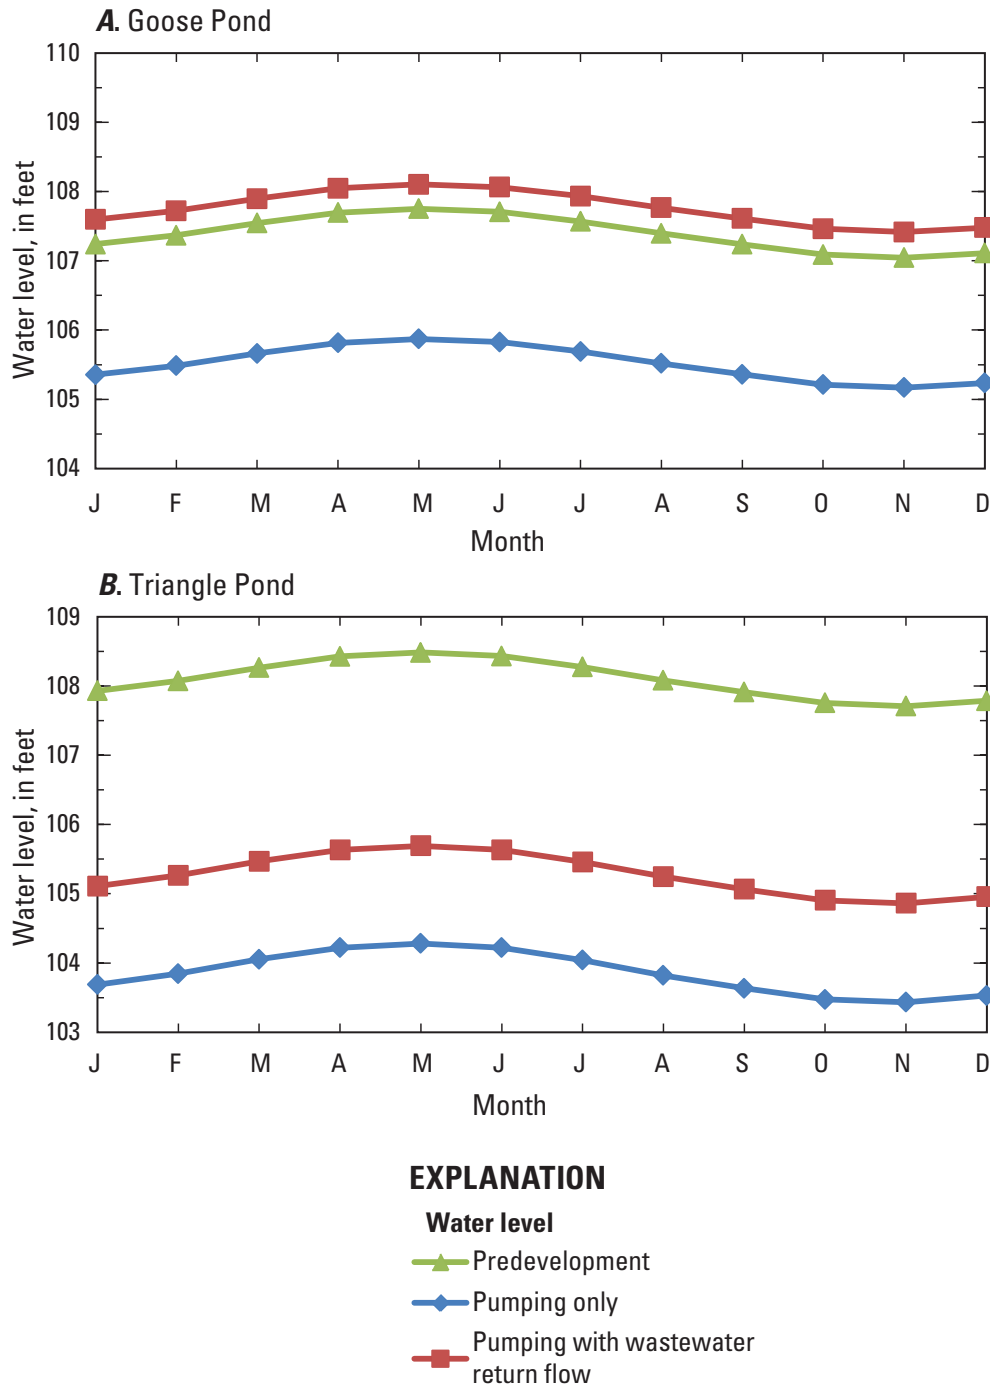 A. Goose Pond
110
109
108
107
106
105
104
Water level, in feet
J F M A M J J A S O N D
Month
B. Triangle Pond
109
108
107
106
105
104
103
Water level, in feet
J F M A M J J A S O N D
Month
EXPLANATION
Water level
Predevelopment
Pumping only
Pumping with wastewater
return flow